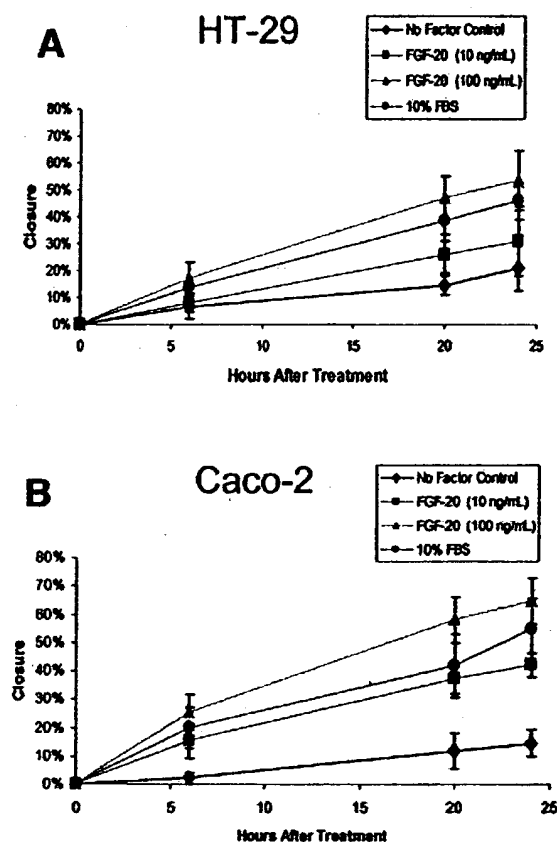 A
HT-29
No Factor Control
FGF-20 (10 ng/mL)
FGF-20 (100 ng/mL)
10% FBS
80%
70%
60%
50%
40%
30%
20%
10%
0%
Closure
0 5 10 15 20 25
Hours After Treatment
B
Caco-2
No Factor Control
FGF-20 (10 ng/mL)
FGF-20 (100 ng/mL)
10% FBS
80%
70%
60%
50%
40%
30%
20%
10%
0%
Closure
0 5 10 15 20 25
Hours After Treatment